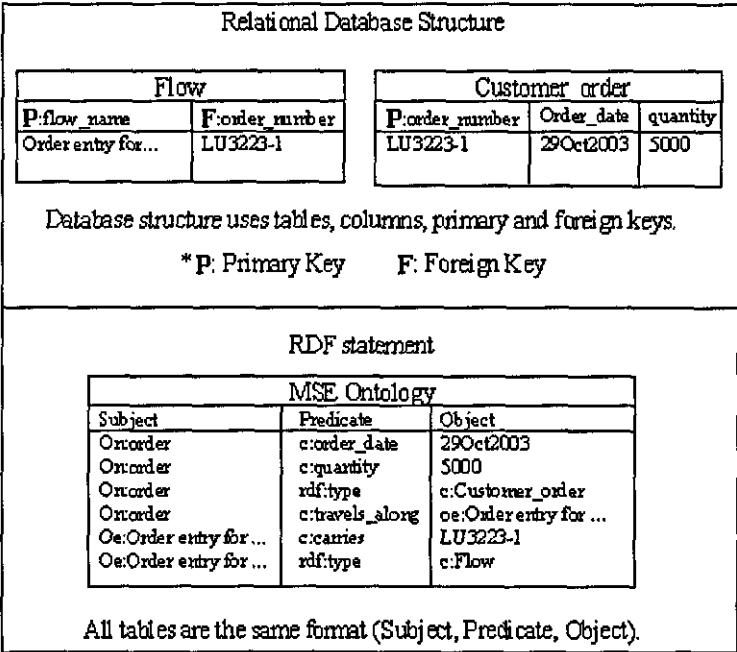 Relational Database Structure
Flow
P:flow_name F:order_number
Order entry for... LU3223-1
Customer order
P:order_number Order_date quantity
LU3223-1 29Oct2003 5000
Database structure uses tables, columns, primary and foreign keys.
*P: Primary Key F: Foreign Key
RDF statement
MSE Ontology
Subject Predicate Object
On:order c:order_date 29Oct2003
On:order c:quantity 5000
On:order rdf:type c:Customer_order
On:order c:travels_along oe:Order entry for ...
Oe:Order entry for ... c:carries LU3223-1
Oe:Order entry for ... rdf:type c:Flow
All tables are the same format (Subject, Predicate, Object).